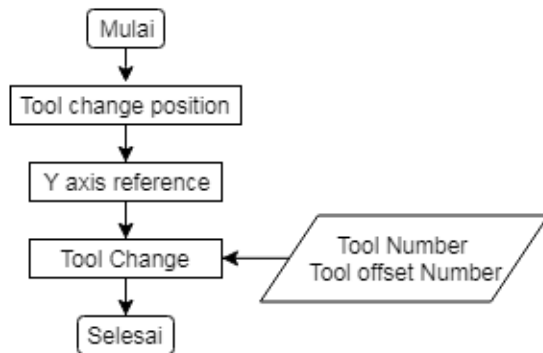 Mulai
Tool change position
Y axis reference
Tool Change
Tool Number
Tool offset Number
Selesai